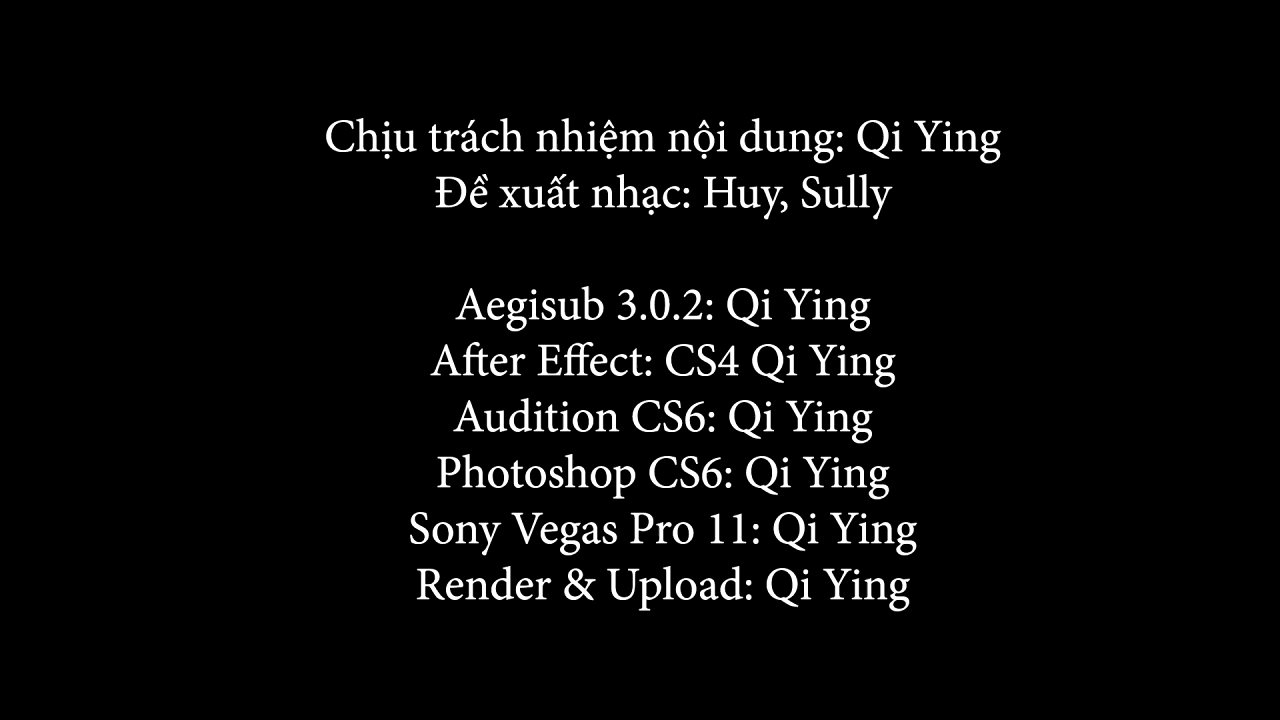 Chịu trách nhiệm nội dung: Qi Ying
Đề xuất nhạc: Huy, Sully
Aegisub 3.0.2: Qi Ying
After Effect: CS4 Qi Ying
Audition CS6: Qi Ying
Photoshop CS6: Qi Ying
Sony Vegas Pro 11: Qi Ying
Render & Upload: Qi Ying